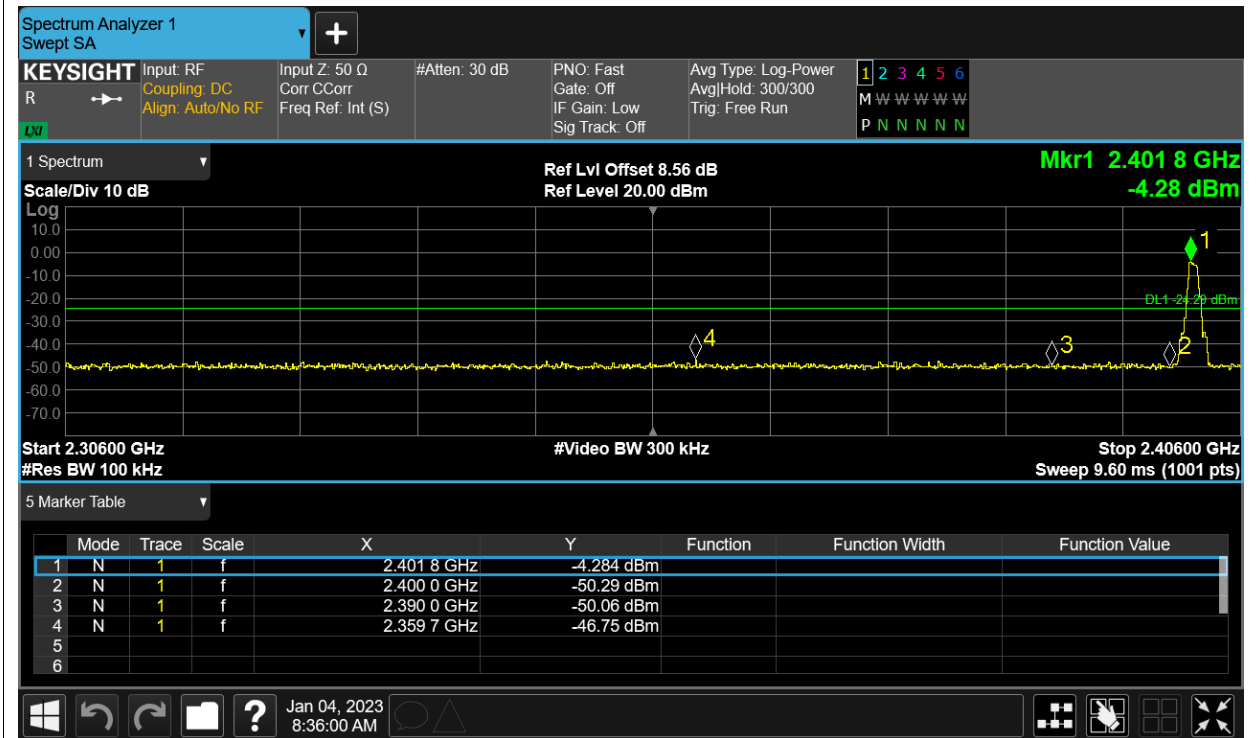 Spectrum Analyzer 1
Swept SA
+
KEYSIGHT
R
LXI
Input: RF
Coupling: DC
Align: Auto/No RF
Input Z: 50 Ω
Corr CCorr
Freq Ref: Int (S)
#Atten: 30 dB
PNO: Fast
Gate: Off
IF Gain: Low
Sig Track: Off
Avg Type: Log-Power
Avg|Hold: 300/300
Trig: Free Run
1 2 3 4 5 6
M W W W W W
P N N N N N
1 Spectrum
Scale/Div 10 dB
Ref Lvl Offset 8.56 dB
Ref Level 20.00 dBm
Mkr1 2.401 8 GHz
-4.28 dBm
Log
10.0
0.00
-10.0
-20.0
-30.0
-40.0
-50.0
-60.0
-70.0
1
DL1 -24.29 dBm
4
3
2
Start 2.30600 GHz
#Video BW 300 kHz
Stop 2.40600 GHz
#Res BW 100 kHz
Sweep 9.60 ms (1001 pts)
5 Marker Table
Mode Trace Scale X Y Function Function Width Function Value
1 N 1 f 2.401 8 GHz -4.284 dBm
2 N 1 f 2.400 0 GHz -50.29 dBm
3 N 1 f 2.390 0 GHz -50.06 dBm
4 N 1 f 2.359 7 GHz -46.75 dBm
5
6
?
Jan 04, 2023
8:36:00 AM